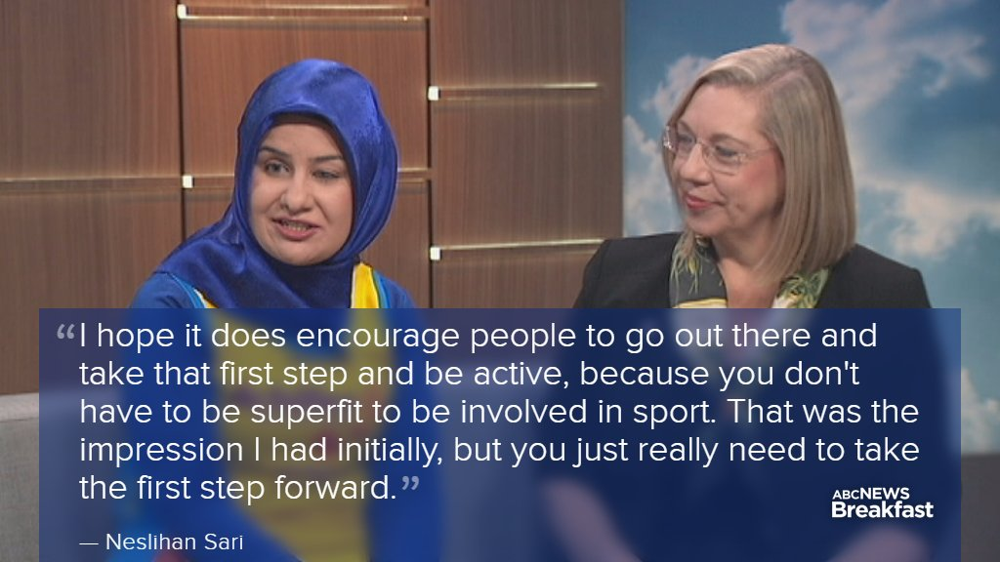 “I hope it does encourage people to go out there and
take that first step and be active, because you don't
have to be superfit to be involved in sport. That was the
impression I had initially, but you just really need to take
the first step forward.”
ABC NEWS
Breakfast
— Neslihan Sari